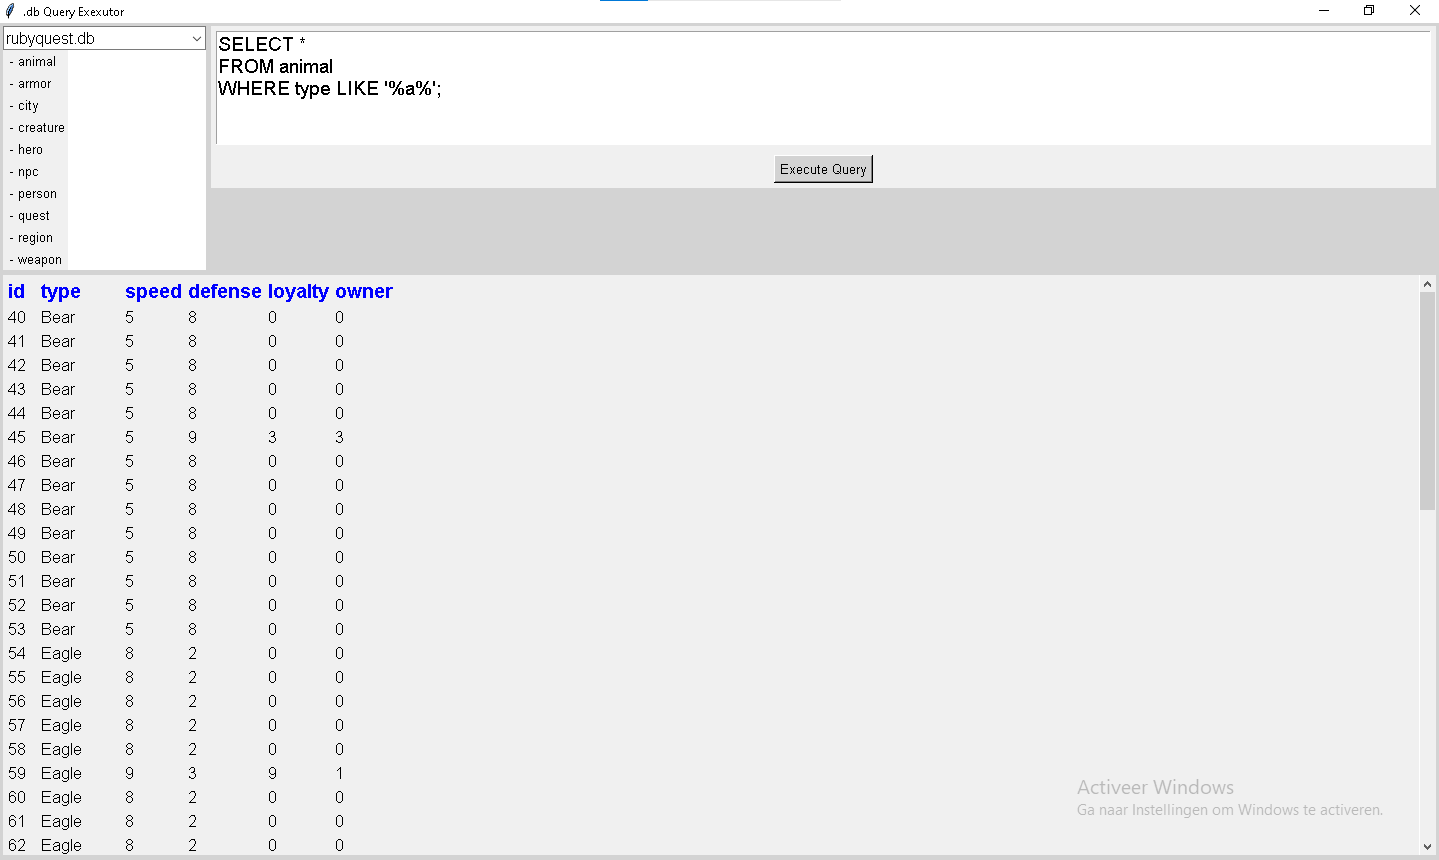 .db Query Exexutor
rubyquest.db
- animal
- armor
- city
- creature
- hero
- npc
- person
- quest
- region
- weapon
SELECT *
FROM animal
WHERE type LIKE '%a%';
Execute Query
id type speed defense loyalty owner
40 Bear 5 8 0 0
41 Bear 5 8 0 0
42 Bear 5 8 0 0
43 Bear 5 8 0 0
44 Bear 5 8 0 0
45 Bear 5 9 3 3
46 Bear 5 8 0 0
47 Bear 5 8 0 0
48 Bear 5 8 0 0
49 Bear 5 8 0 0
50 Bear 5 8 0 0
51 Bear 5 8 0 0
52 Bear 5 8 0 0
53 Bear 5 8 0 0
54 Eagle 8 2 0 0
55 Eagle 8 2 0 0
56 Eagle 8 2 0 0
57 Eagle 8 2 0 0
58 Eagle 8 2 0 0
59 Eagle 9 3 9 1
60 Eagle 8 2 0 0
61 Eagle 8 2 0 0
62 Eagle 8 2 0 0
Activeer Windows
Ga naar Instellingen om Windows te activeren.